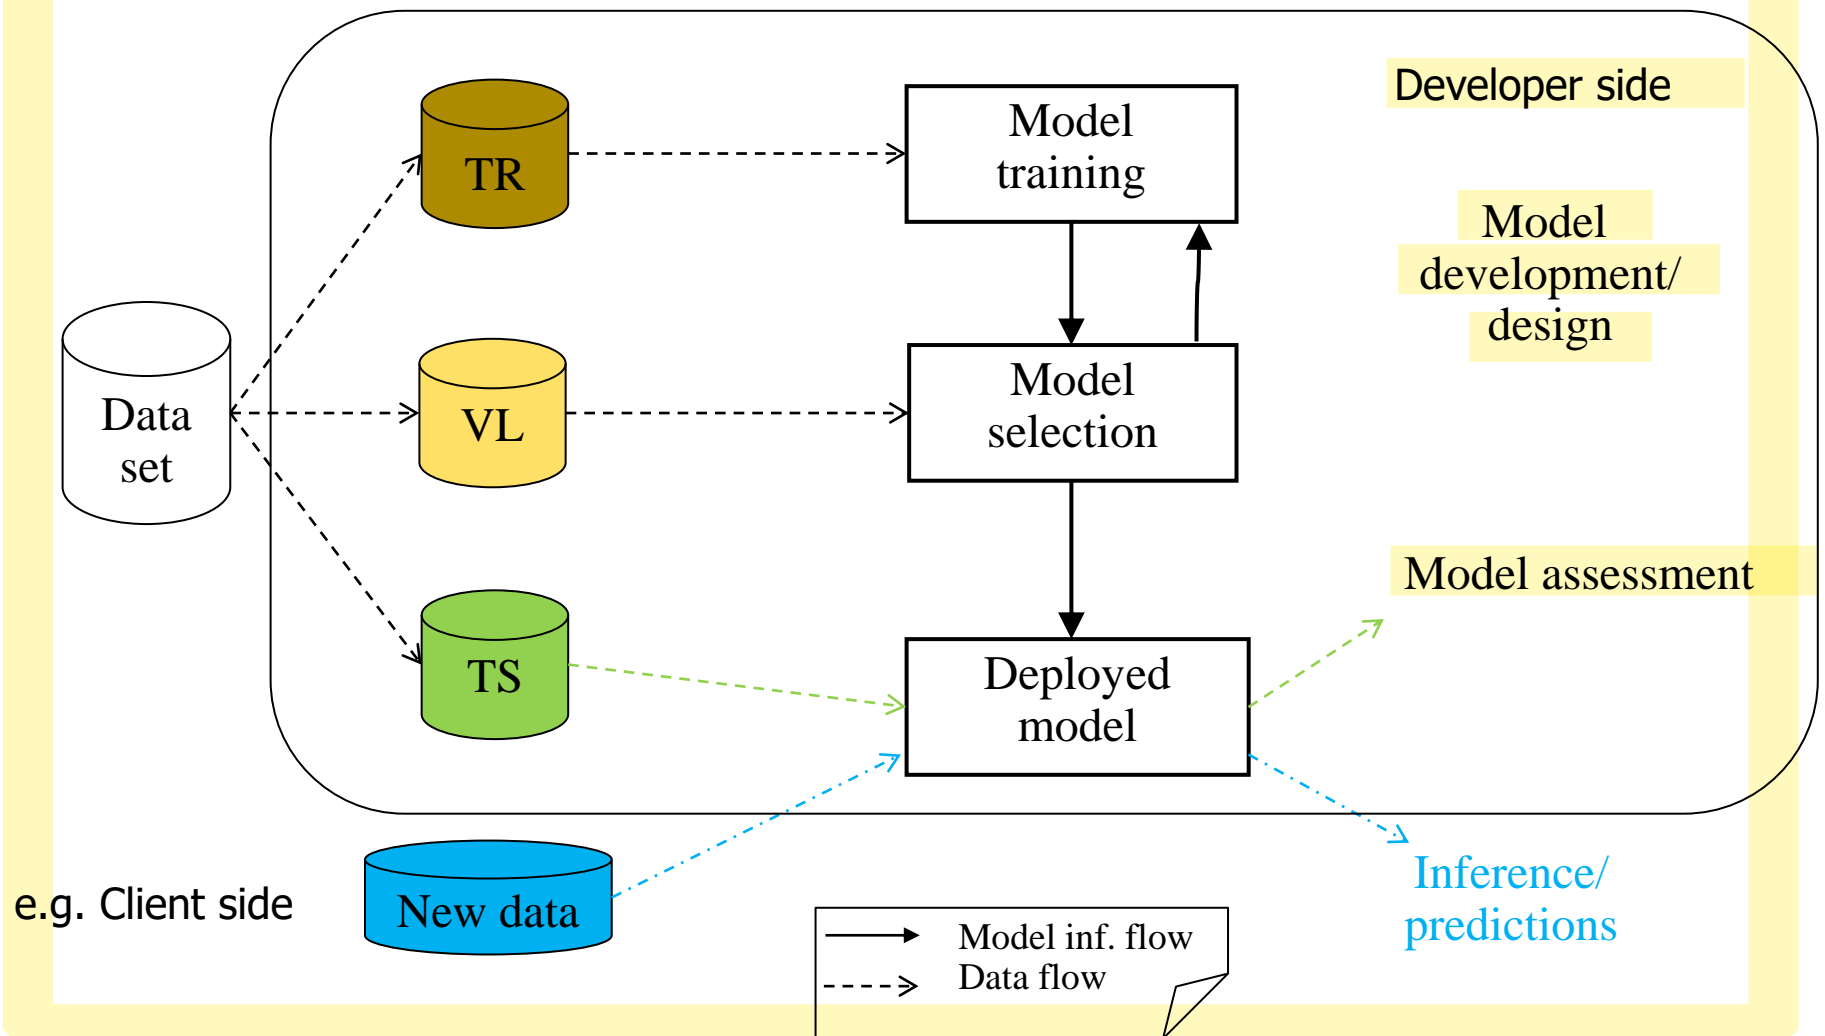 Developer side
TR
Model
training
Model
development/
design
Data
set
VL
Model
selection
Model assessment
TS
Deployed
model
e.g. Client side
New data
Inference/
predictions
Model inf. flow
Data flow